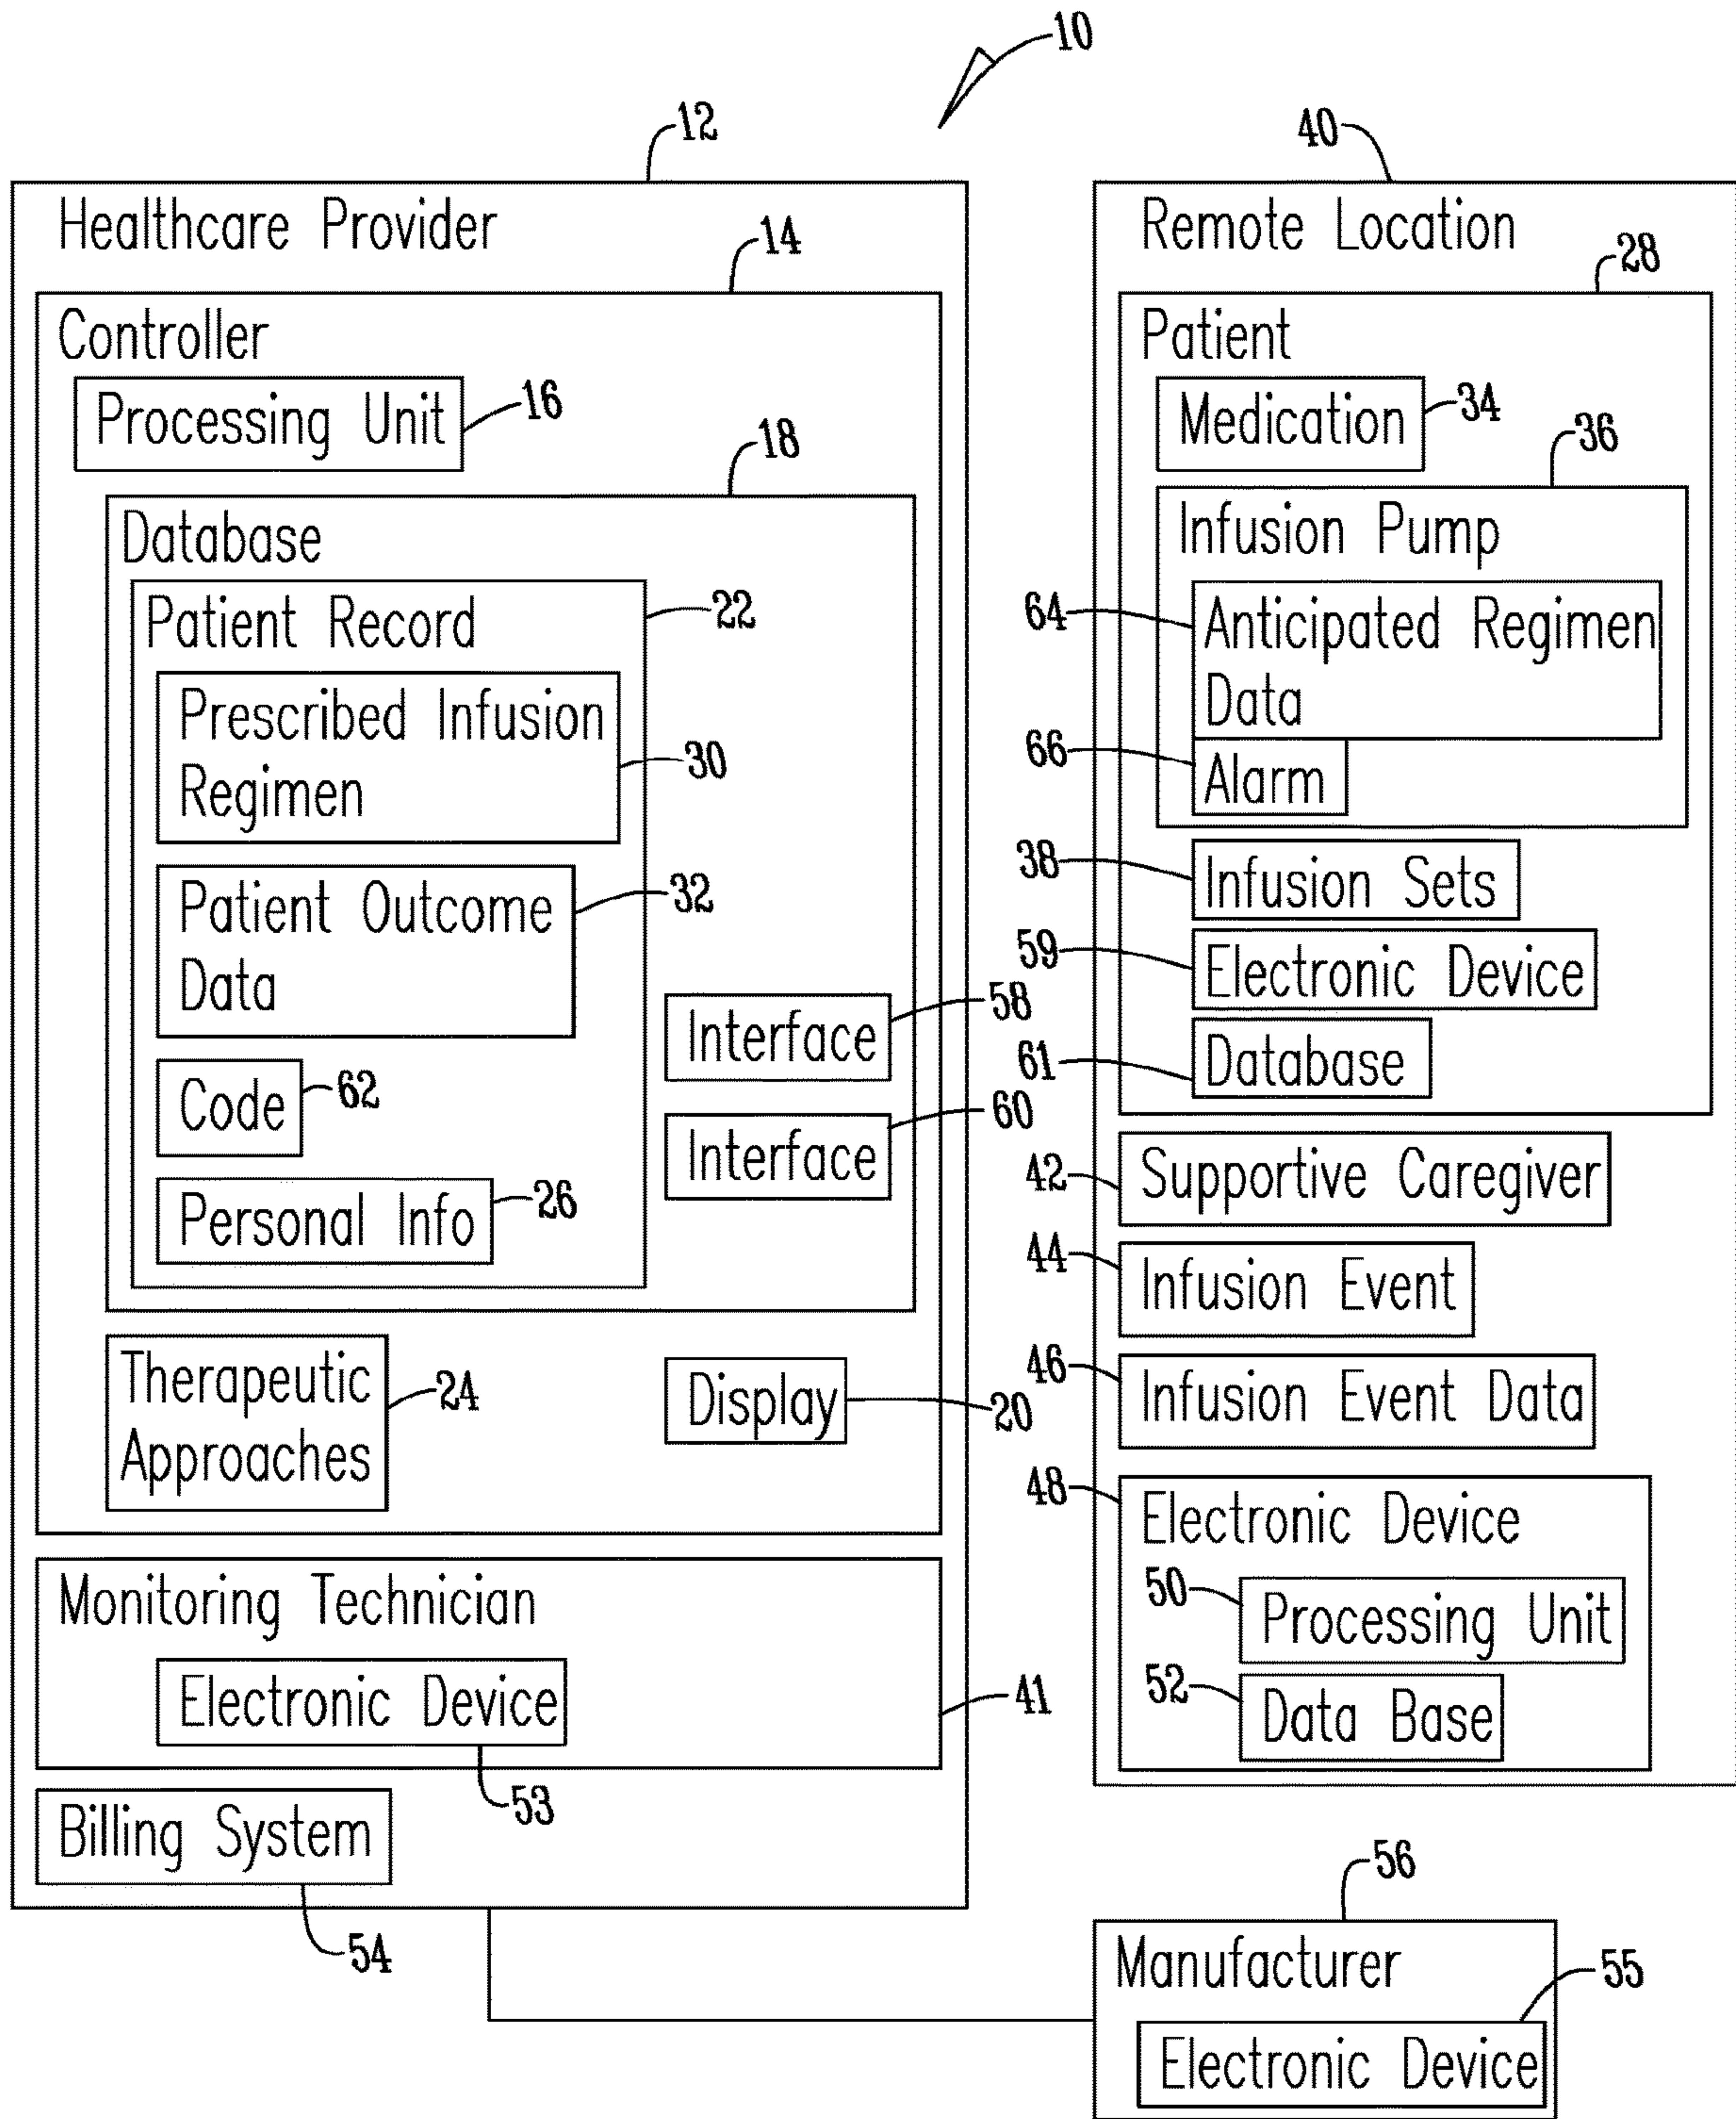 10
12
Healthcare Provider
14
Controller
Processing Unit
16
18
Database
Patient Record
22
Prescribed Infusion
Regimen
30
Patient Outcome
Data
32
Interface
58
Code
62
Interface
60
Personal Info
26
Therapeutic
Approaches
24
Display
20
Monitoring Technician
Electronic Device
41
53
Billing System
54
40
Remote Location
28
Patient
Medication
34
36
Infusion Pump
64
Anticipated Regimen
Data
66
Alarm
38
Infusion Sets
59
Electronic Device
61
Database
42
Supportive Caregiver
44
Infusion Event
46
Infusion Event Data
48
Electronic Device
50
Processing Unit
52
Data Base
56
Manufacturer
55
Electronic Device